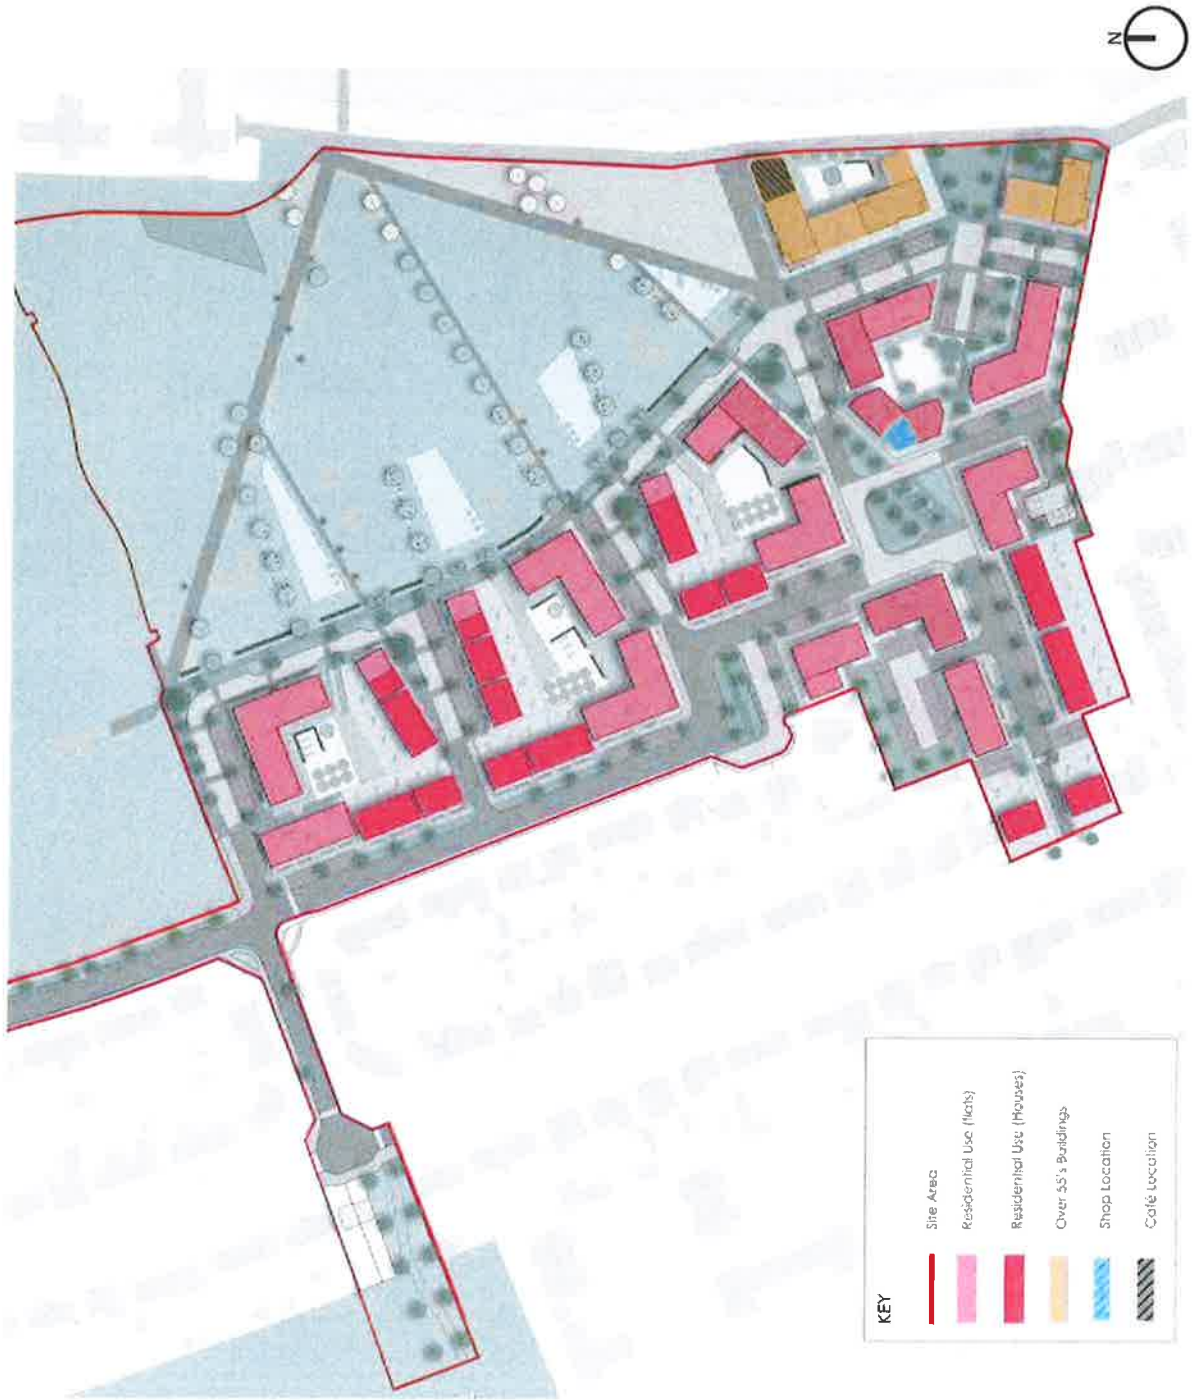 N
KEY
Site Area
Residential Use (flats)
Residential Use (Houses)
Over 55's Buildings
Shop Location
Café Location